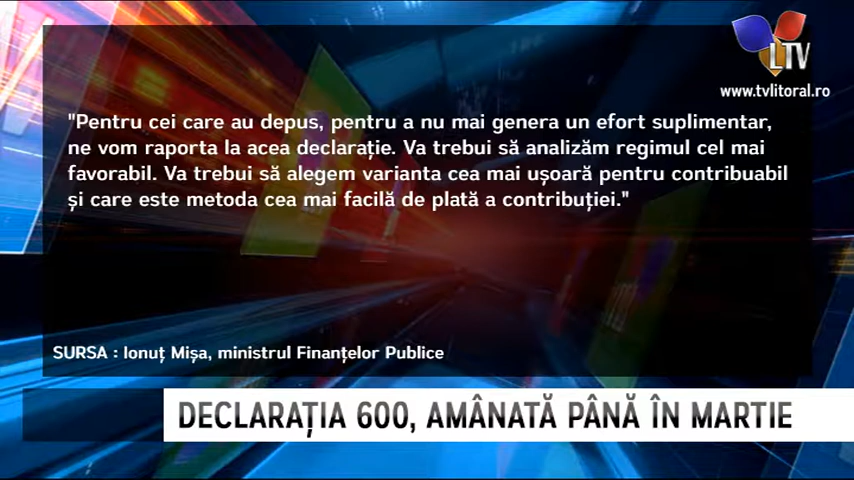 LTV
www.tvlitoral.ro
"Pentru cei care au depus, pentru a nu mai genera un efort suplimentar,
ne vom raporta la acea declarație. Va trebui să analizăm regimul cel mai
favorabil. Va trebui să alegem varianta cea mai ușoară pentru contribuabil
și care este metoda cea mai facilă de plată a contribuției."
SURSA : Ionuț Mișa, ministrul Finanțelor Publice
DECLARAȚIA 600, AMÂNATĂ PÂNĂ ÎN MARTIE